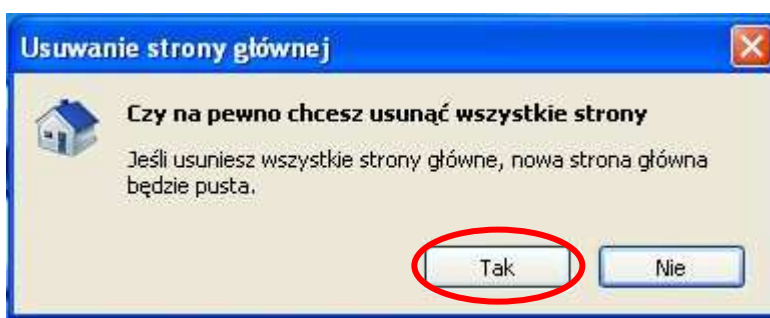 Usuwanie strony głównej
Czy na pewno chcesz usunąć wszystkie strony
Jeśli usuniesz wszystkie strony główne, nowa strona główna
będzie pusta.
Tak
Nie